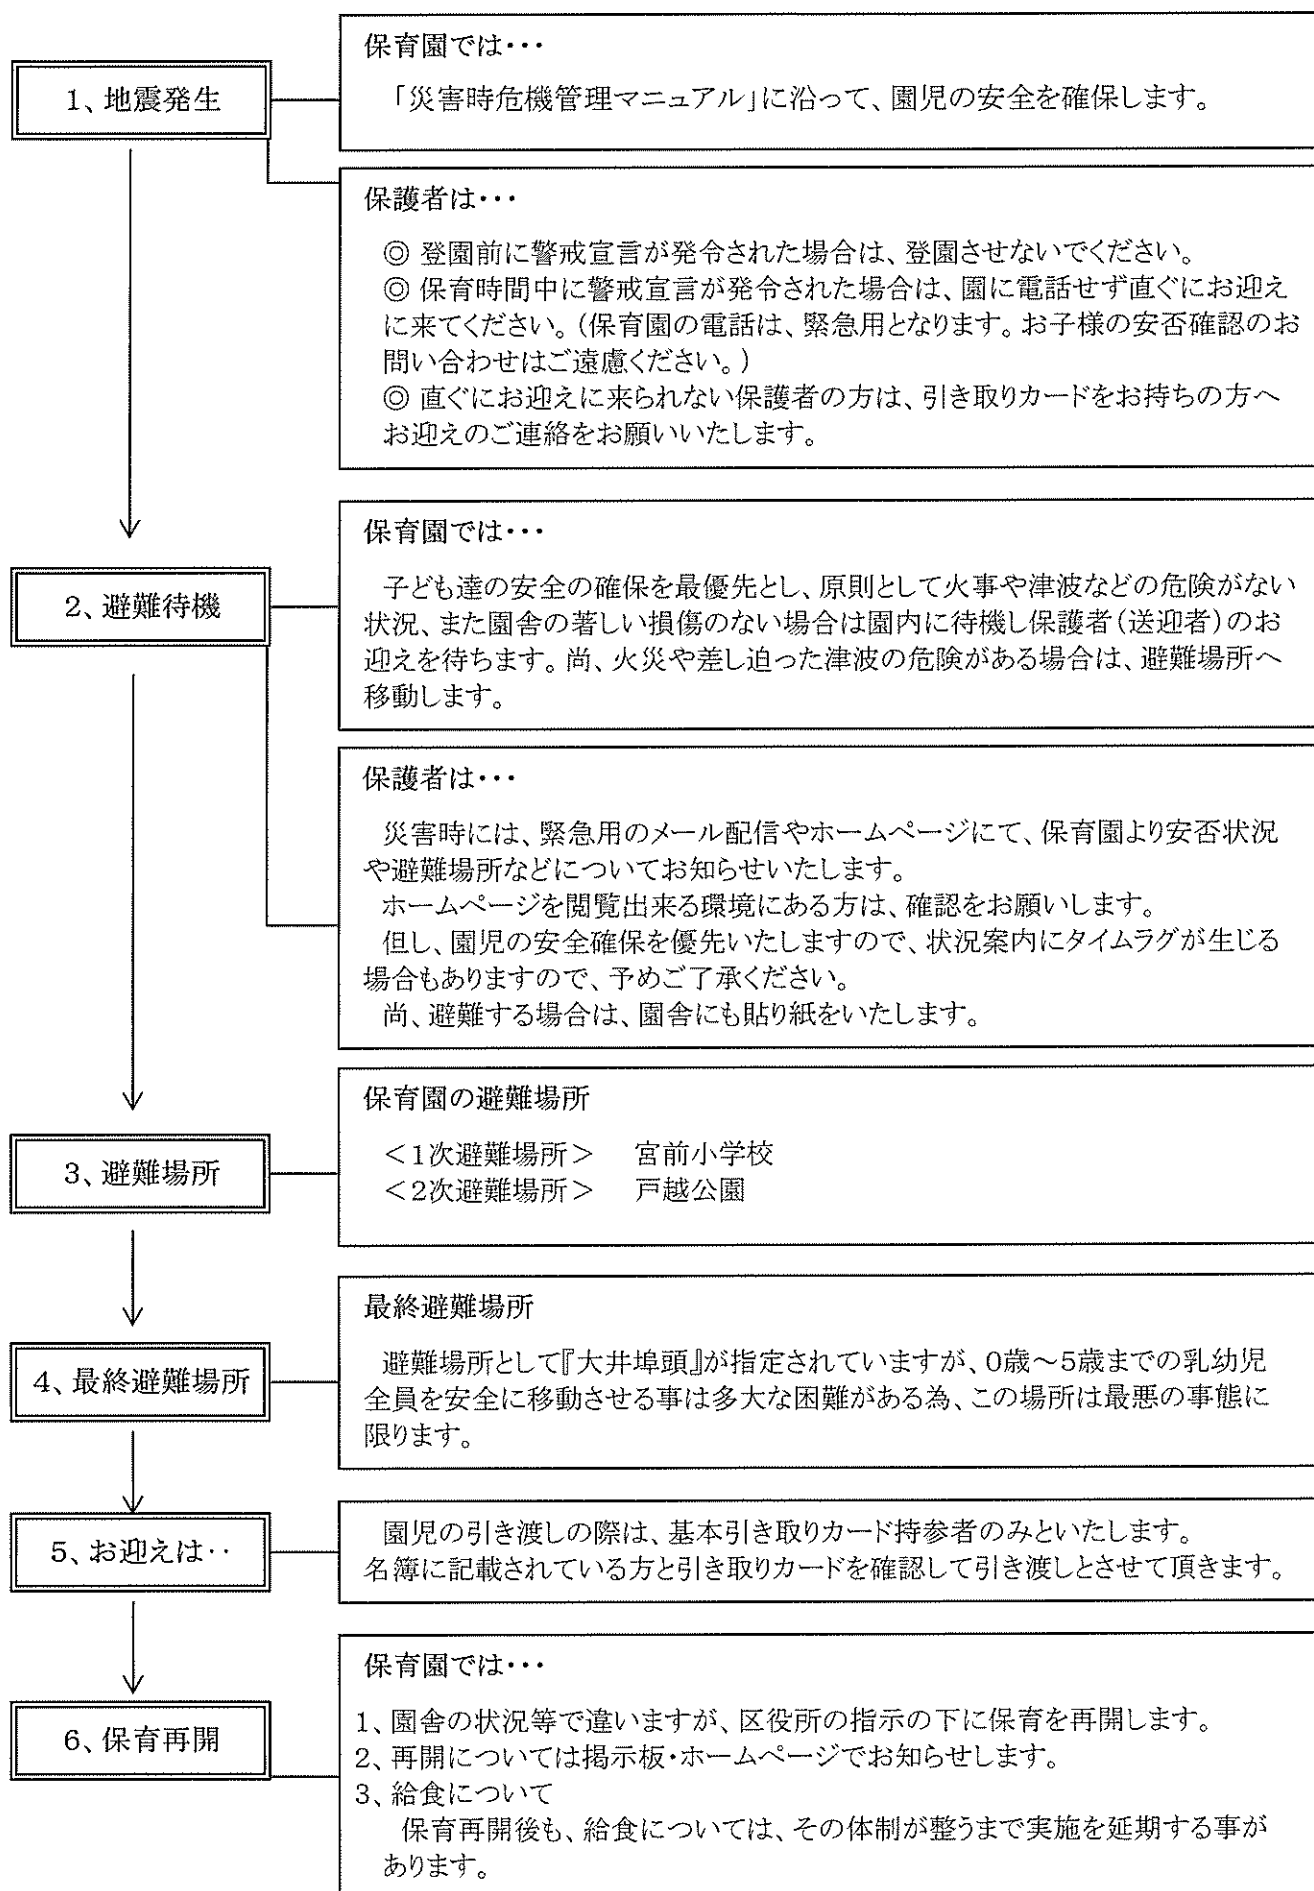 1、地震発生
保育園では・・・
「災害時危機管理マニュアル」に沿って、園児の安全を確保します。
保護者は・・・
◎ 登園前に警戒宣言が発令された場合は、登園させないでください。
◎ 保育時間中に警戒宣言が発令された場合は、園に電話せず直ぐにお迎え
に来てください。(保育園の電話は、緊急用となります。お子様の安否確認のお
問い合わせはご遠慮ください。)
◎ 直ぐにお迎えに来られない保護者の方は、引き取りカードをお持ちの方へ
お迎えのご連絡をお願いいたします。
2、避難待機
保育園では・・・
子ども達の安全の確保を最優先とし、原則として火事や津波などの危険がない
状況、また園舎の著しい損傷のない場合は園内に待機し保護者(送迎者)のお
迎えを待ちます。尚、火災や差し迫った津波の危険がある場合は、避難場所へ
移動します。
保護者は・・・
災害時には、緊急用のメール配信やホームページにて、保育園より安否状況
や避難場所などについてお知らせいたします。
ホームページを閲覧出来る環境にある方は、確認をお願いします。
但し、園児の安全確保を優先いたしますので、状況案内にタイムラグが生じる
場合もありますので、予めご了承ください。
尚、避難する場合は、園舎にも貼り紙をいたします。
3、避難場所
保育園の避難場所
<1次避難場所> 宮前小学校
<2次避難場所> 戸越公園
4、最終避難場所
最終避難場所
避難場所として『大井埠頭』が指定されていますが、0歳~5歳までの乳幼児
全員を安全に移動させる事は多大な困難がある為、この場所は最悪の事態に
限ります。
5、お迎えは・・
園児の引き渡しの際は、基本引き取りカード持参者のみといたします。
名簿に記載されている方と引き取りカードを確認して引き渡しとさせて頂きます。
6、保育再開
保育園では・・・
1、園舎の状況等で違いますが、区役所の指示の下に保育を再開します。
2、再開については掲示板・ホームページでお知らせします。
3、給食について
保育再開後も、給食については、その体制が整うまで実施を延期する事が
あります。